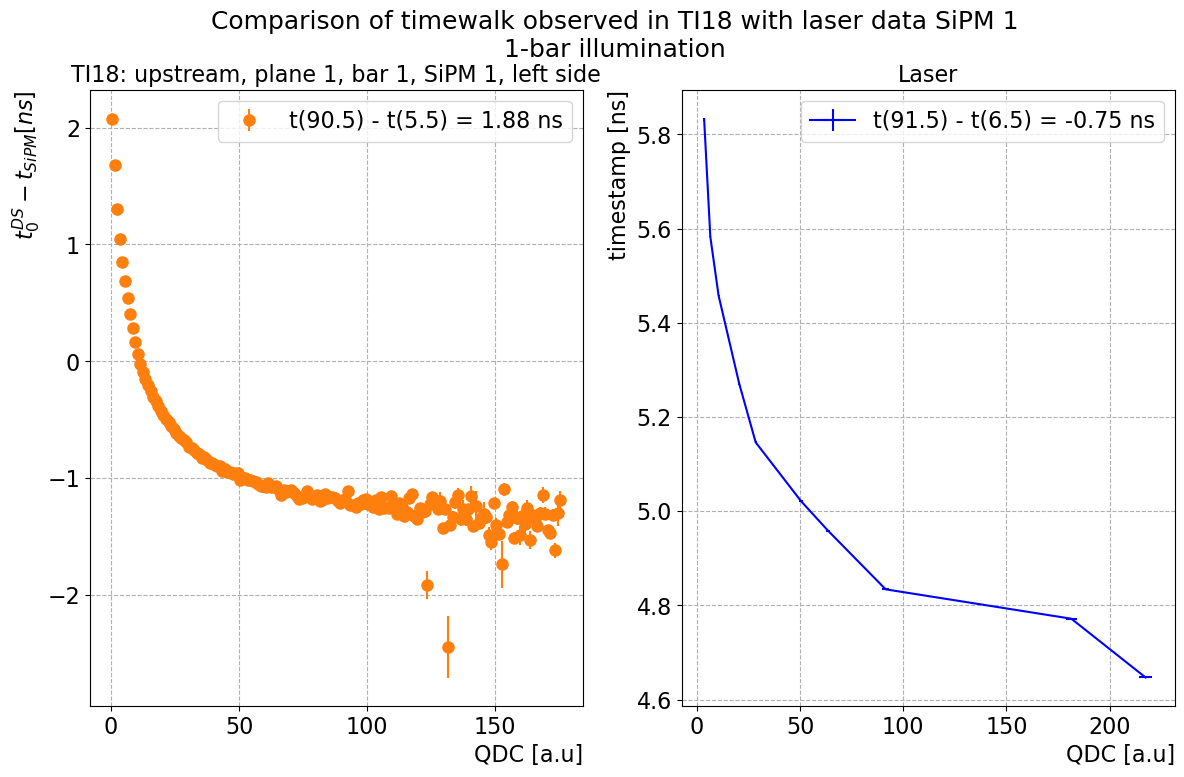 Comparison of timewalk observed in TI18 with laser data SiPM 1
1-bar illumination
TI18: upstream, plane 1, bar 1, SiPM 1, left side
t(90.5) - t(5.5) = 1.88 ns
t_0^{DS} − t_{SiPM}[ns]
2
1
0
−1
−2
0 50 100 150
QDC [a.u]
Laser
t(91.5) - t(6.5) = -0.75 ns
timestamp [ns]
5.8
5.6
5.4
5.2
5.0
4.8
4.6
0 50 100 150 200
QDC [a.u]